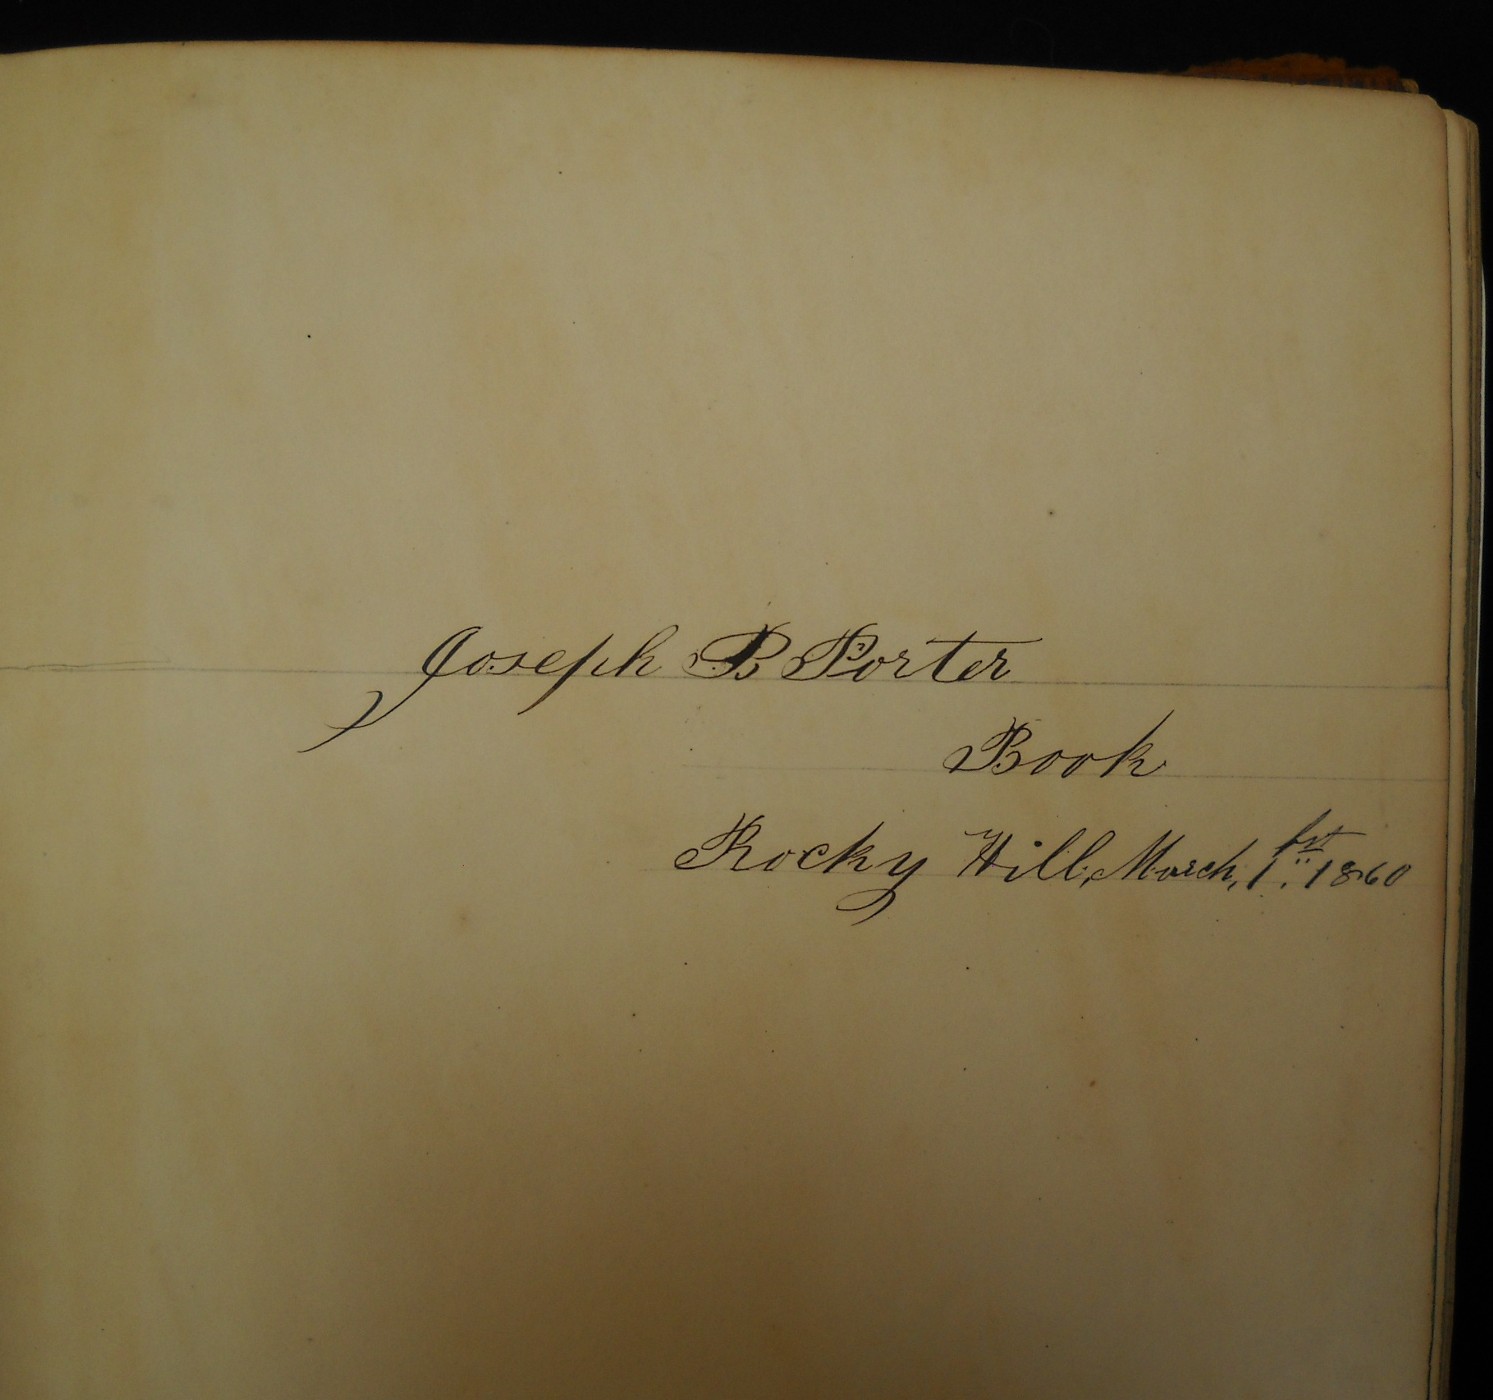 Joseph B Porter
Book
Rocky Hill, March, 1st. 1860